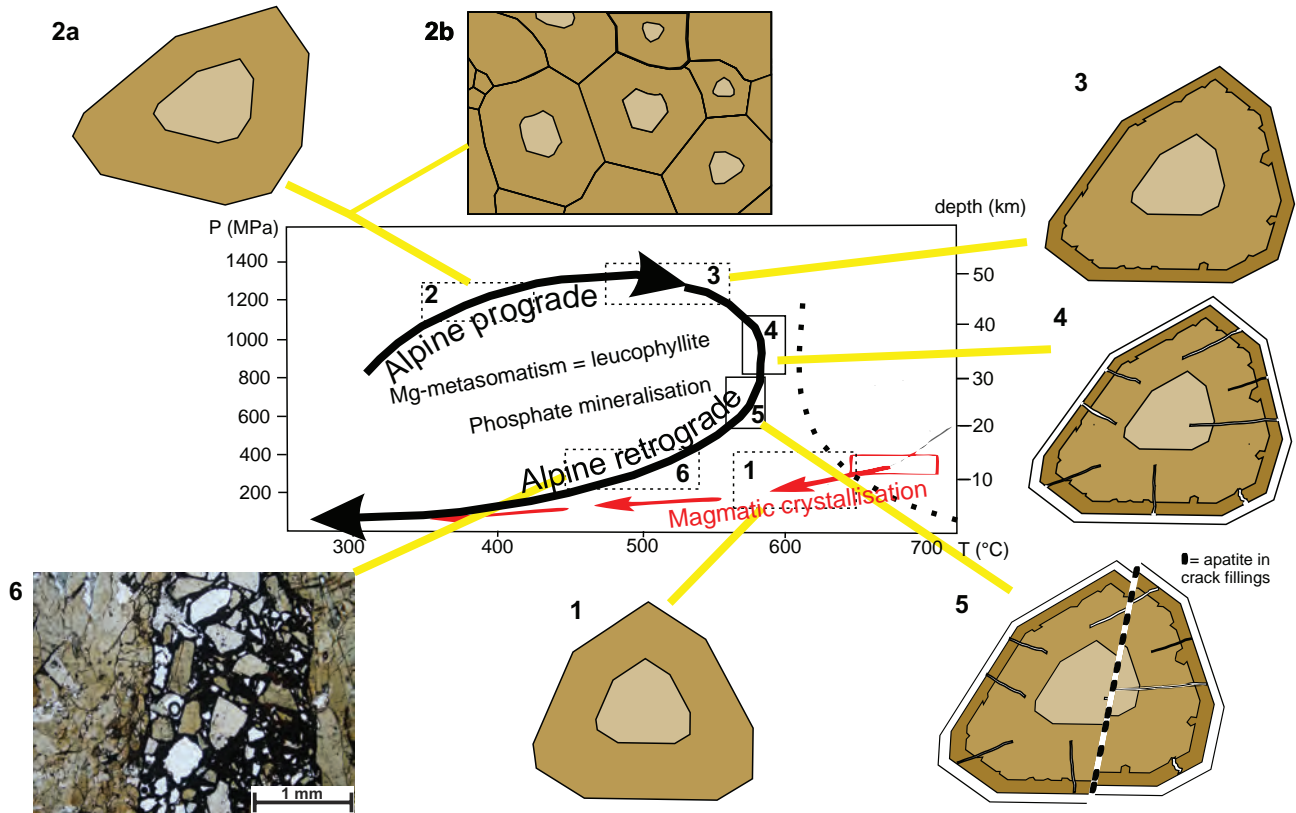 2a
2b
3
P (MPa)
depth (km)
1400
1200
1000
800
600
400
200
50
40
30
20
10
2
3
4
5
6
1
Alpine prograde
Mg-metasomatism = leucophyllite
Phosphate mineralisation
Alpine retrograde
Magmatic crystallisation
300
400
500
600
700
T (°C)
4
= apatite in
crack fillings
5
6
1 mm
1